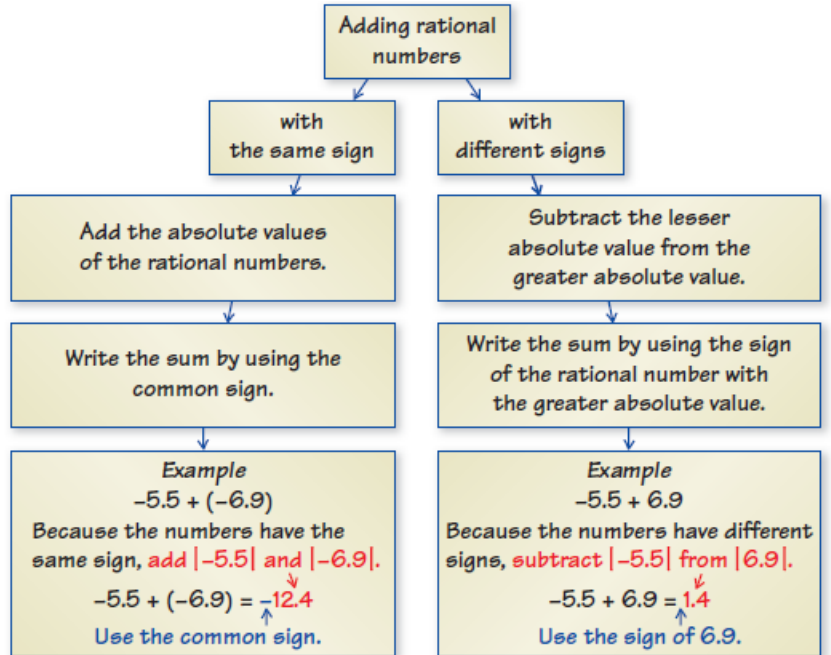 Adding rational
numbers
with
the same sign
with
different signs
Add the absolute values
of the rational numbers.
Subtract the lesser
absolute value from the
greater absolute value.
Write the sum by using the
common sign.
Write the sum by using the sign
of the rational number with
the greater absolute value.
Example
−5.5 + (−6.9)
Because the numbers have the
same sign, add |−5.5| and |−6.9|.
−5.5 + (−6.9) = −12.4
Use the common sign.
Example
−5.5 + 6.9
Because the numbers have different
signs, subtract |−5.5| from |6.9|.
−5.5 + 6.9 = 1.4
Use the sign of 6.9.